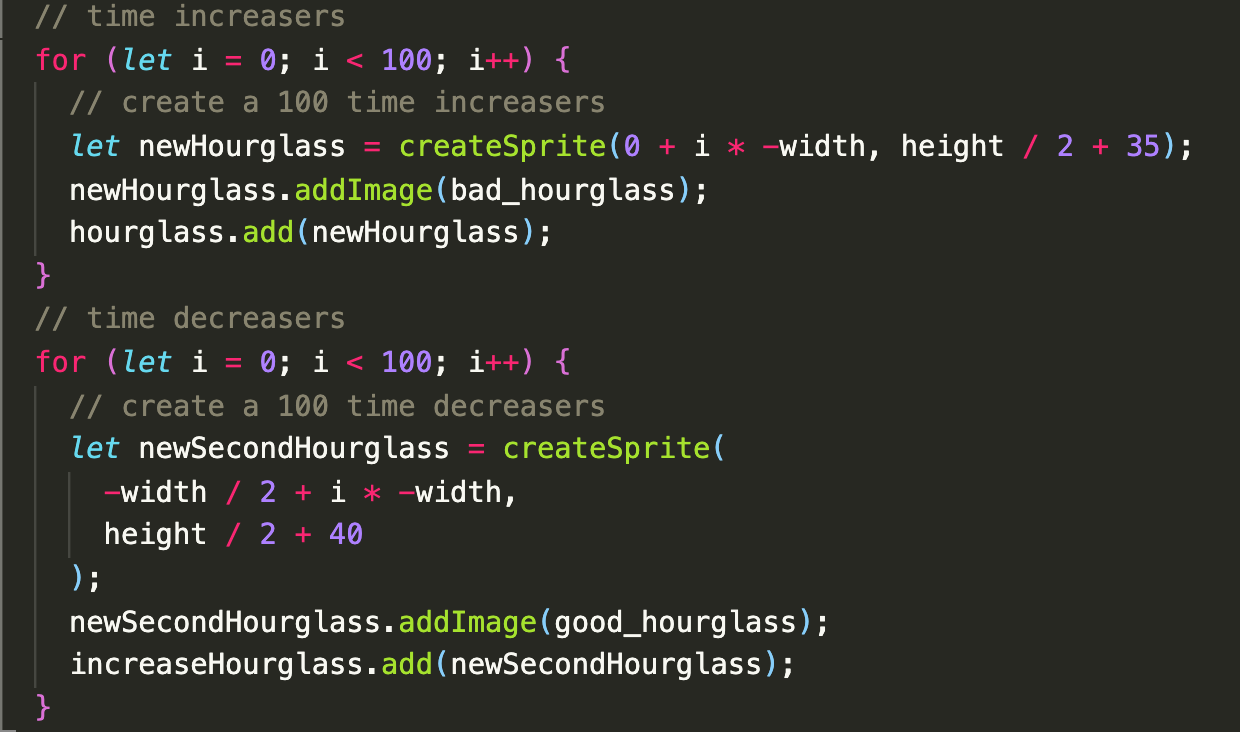 // time increasers
for (let i = 0; i < 100; i++) {
  // create a 100 time increasers
  let newHourglass = createSprite(0 + i * -width, height / 2 + 35);
  newHourglass.addImage(bad_hourglass);
  hourglass.add(newHourglass);
}
// time decreasers
for (let i = 0; i < 100; i++) {
  // create a 100 time decreasers
  let newSecondHourglass = createSprite(
    -width / 2 + i * -width,
    height / 2 + 40
  );
  newSecondHourglass.addImage(good_hourglass);
  increaseHourglass.add(newSecondHourglass);
}